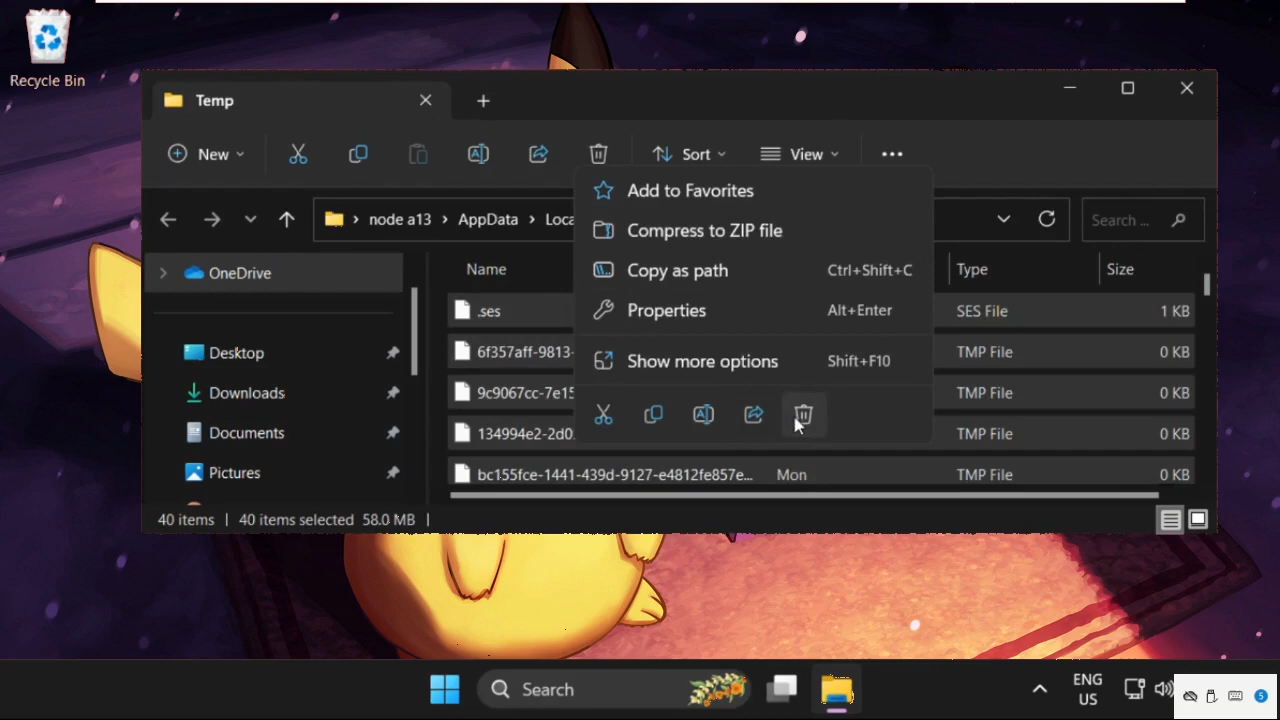 Recycle Bin
Temp
New
Sort
View
node a13 > AppData > Loca
Search ...
Add to Favorites
Compress to ZIP file
Copy as path Ctrl+Shift+C
Properties Alt+Enter
Show more options Shift+F10
OneDrive
Desktop
Downloads
Documents
Pictures
Name Type Size
.ses SES File 1 KB
6f357aff-9813- TMP File 0 KB
9c9067cc-7e15 TMP File 0 KB
134994e2-2d0 TMP File 0 KB
bc155fce-1441-439d-9127-e4812fe857e... Mon TMP File 0 KB
40 items | 40 items selected 58.0 MB |
Search
ENG
US
5